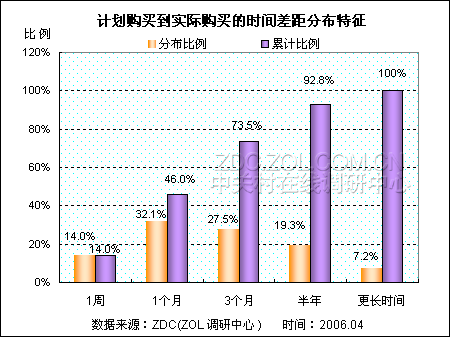 计划购买到实际购买的时间差距分布特征
比例
分布比例 累计比例
120%
100%
80%
60%
40%
20%
0%
14.0% 14.0%
32.1% 46.0%
27.5% 73.5%
19.3% 92.8%
7.2% 100%
ZDC.ZOL.COM.CN
中关村在线调研中心
1周 1个月 3个月 半年 更长时间
数据来源：ZDC(ZOL调研中心） 时间：2006.04